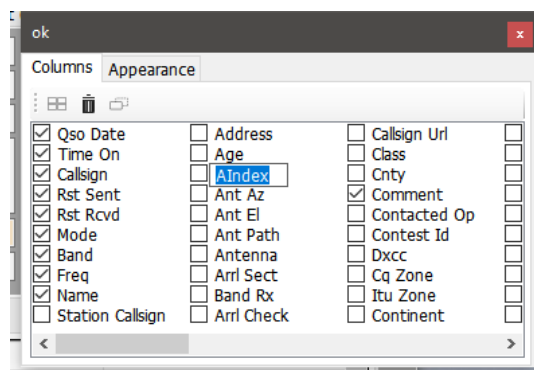 ok
x
Columns Appearance
Qso Date Address Callsign Url
Time On Age Class
Callsign AIndex Cnty
Rst Sent Ant Az Comment
Rst Rcvd Ant El Contacted Op
Mode Ant Path Contest Id
Band Antenna Dxcc
Freq Arrl Sect Cq Zone
Name Band Rx Itu Zone
Station Callsign Arrl Check Continent